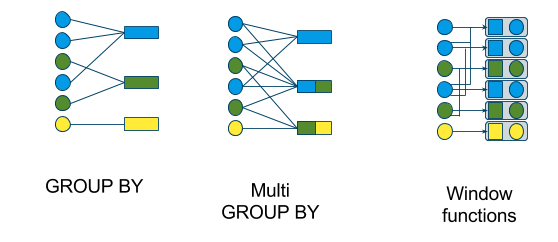 GROUP BY
Multi
GROUP BY
Window
functions